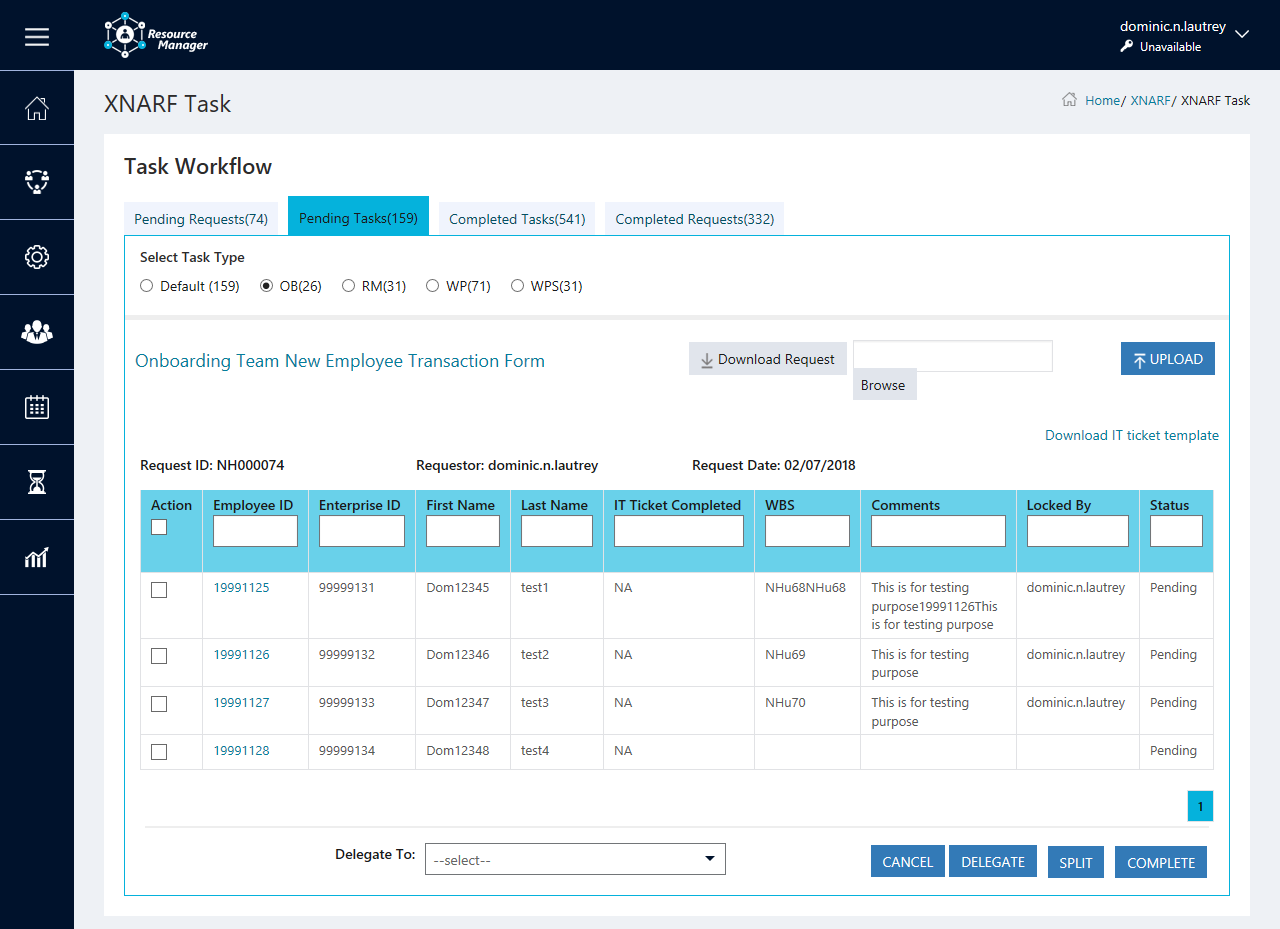 Resource
Manager
dominic.n.lautrey
Unavailable
XNARF Task
Home/ XNARF/ XNARF Task
Task Workflow
Pending Requests(74) Pending Tasks(159) Completed Tasks(541) Completed Requests(332)
Select Task Type
Default (159) OB(26) RM(31) WP(71) WPS(31)
Onboarding Team New Employee Transaction Form
Download Request
Browse
UPLOAD
Download IT ticket template
Request ID: NH000074 Requestor: dominic.n.lautrey Request Date: 02/07/2018
Action Employee ID Enterprise ID First Name Last Name IT Ticket Completed WBS Comments Locked By Status
19991125 99999131 Dom12345 test1 NA NHu68NHu68 This is for testing dominic.n.lautrey Pending
purpose19991126This
is for testing purpose
19991126 99999132 Dom12346 test2 NA NHu69 This is for testing dominic.n.lautrey Pending
purpose
19991127 99999133 Dom12347 test3 NA NHu70 This is for testing dominic.n.lautrey Pending
purpose
19991128 99999134 Dom12348 test4 NA Pending
1
Delegate To: --select-- CANCEL DELEGATE SPLIT COMPLETE